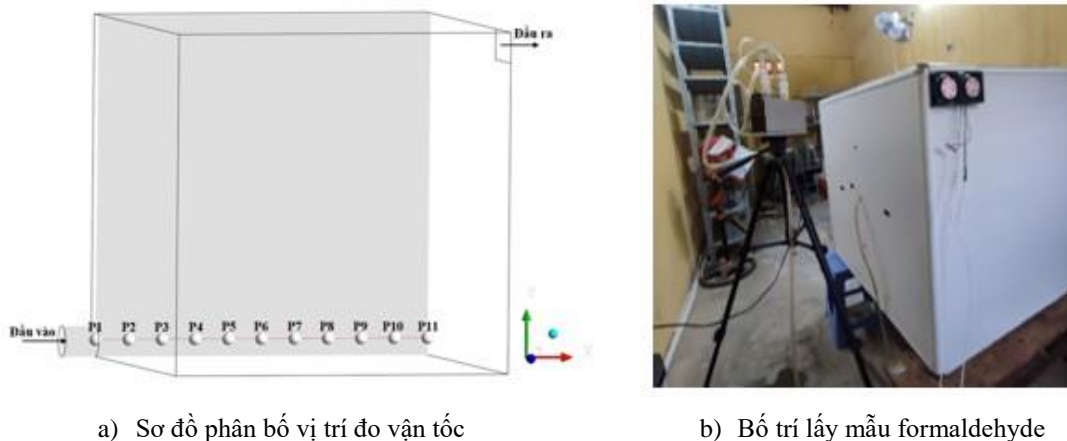 Đầu ra
Đầu vào
P1 P2 P3 P4 P5 P6 P7 P8 P9 P10 P11
Y
X
a) Sơ đồ phân bố vị trí đo vận tốc
b) Bố trí lấy mẫu formaldehyde